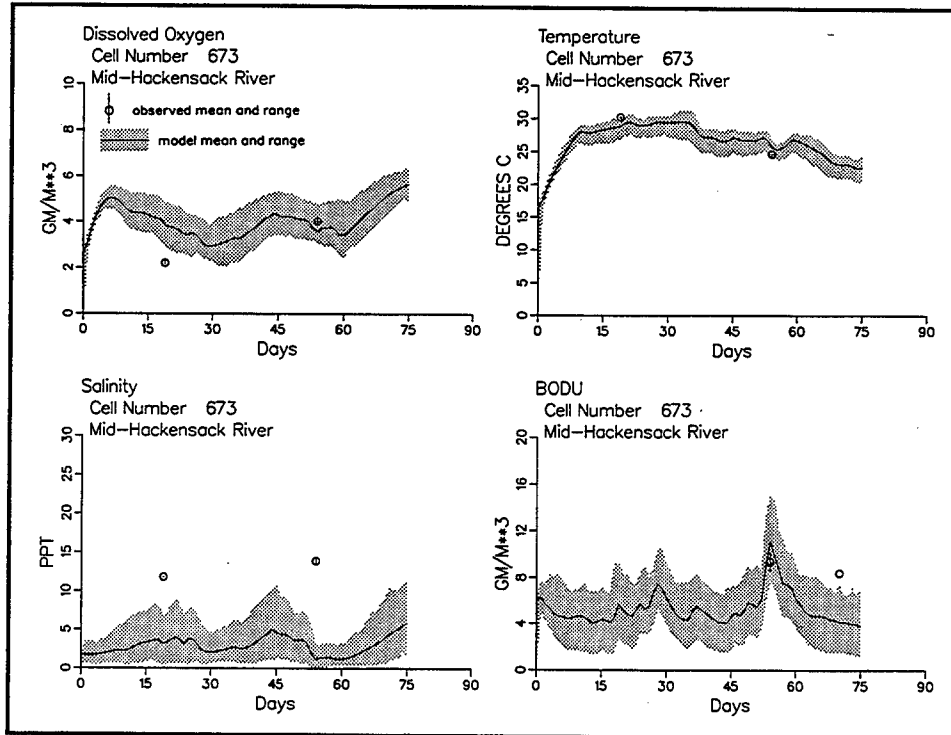 Dissolved Oxygen
Cell Number 673
Mid-Hackensack River
observed mean and range
model mean and range
GM/M**3
10
8
6
4
2
0
0 15 30 45 60 75 90
Days
Temperature
Cell Number 673
Mid-Hackensack River
DEGREES C
35
30
25
20
15
10
5
0
0 15 30 45 60 75 90
Days
Salinity
Cell Number 673
Mid-Hackensack River
PPT
30
25
20
15
10
5
0
0 15 30 45 60 75 90
Days
BODU
Cell Number 673
Mid-Hackensack River
GM/M**3
20
16
12
8
4
0
0 15 30 45 60 75 90
Days